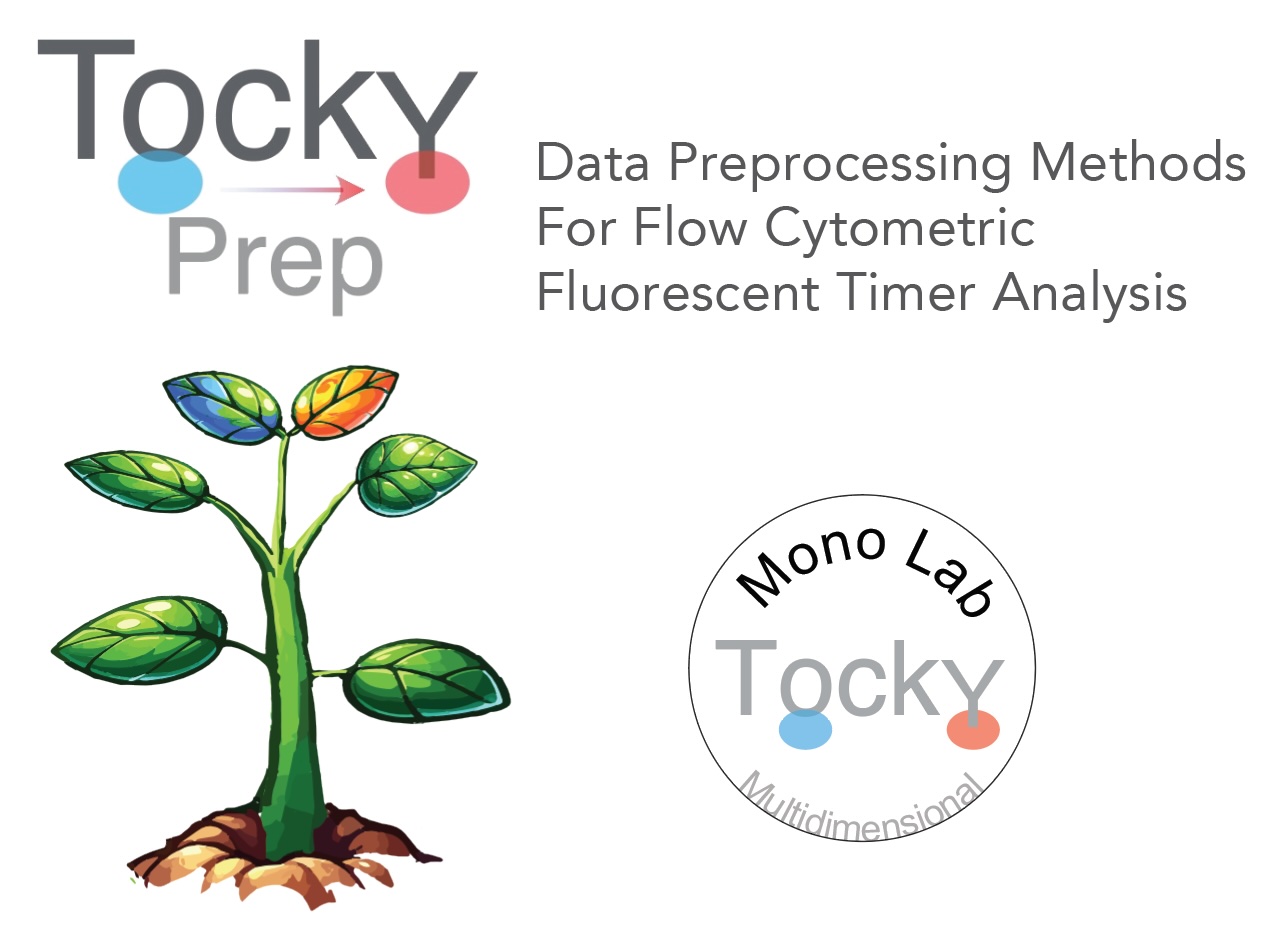 Tocky
Prep
Data Preprocessing Methods
For Flow Cytometric
Fluorescent Timer Analysis
Mono Lab
Tocky
Multidimensional